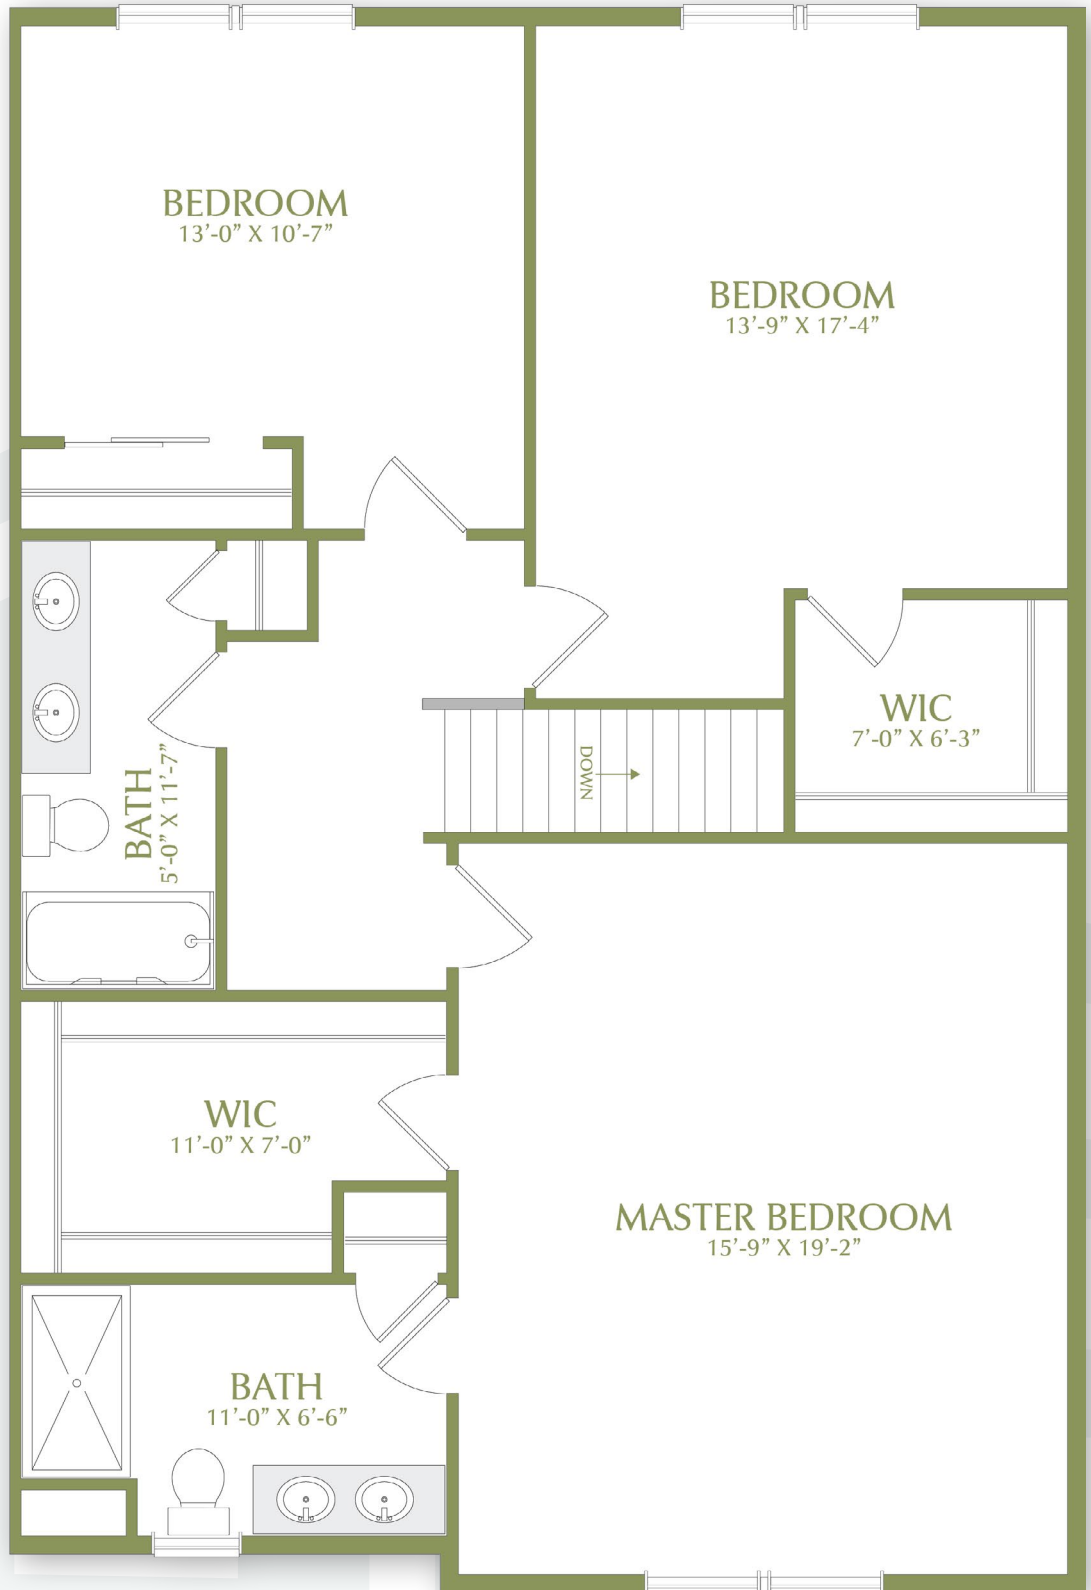 BEDROOM
13’-0” X 10’-7”
BEDROOM
13’-9” X 17’-4”
WIC
7’-0” X 6’-3”
DOWN
BATH
5’-0” X 11’-7”
WIC
11’-0” X 7’-0”
MASTER BEDROOM
15’-9” X 19’-2”
BATH
11’-0” X 6’-6”